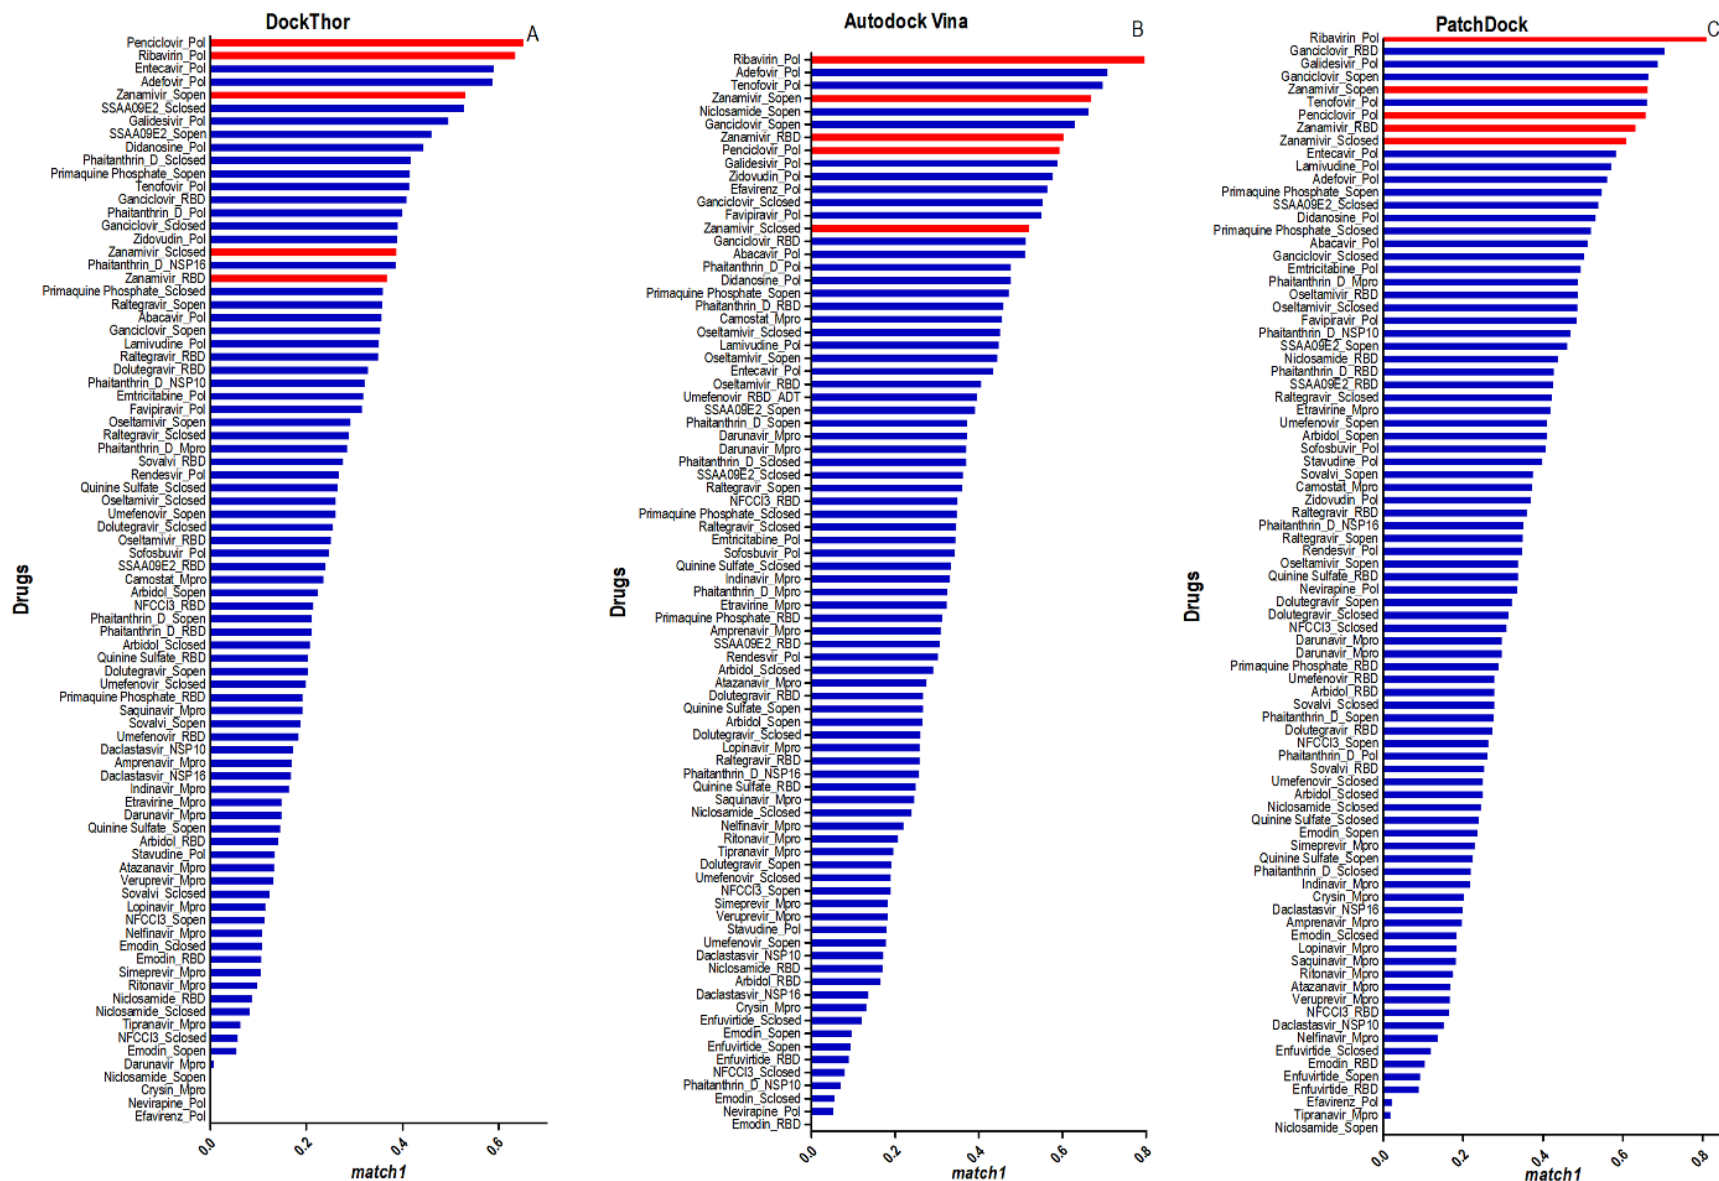 DockThor
A
Penciclovir_Pol
Ribavirin_Pol
Entecavir_Pol
Adefovir_Pol
Zanamivir_Sopen
SSAA09E2_Sclosed
Galidesivir_Pol
SSAA09E2_Sopen
Didanosine_Pol
Phaitanthrin_D_Sclosed
Primaquine Phosphate_Sopen
Tenofovir_Pol
Ganciclovir_RBD
Phaitanthrin_D_Pol
Ganciclovir_Sclosed
Zidovudin_Pol
Zanamivir_Sclosed
Phaitanthrin_D_NSP16
Zanamivir_RBD
Primaquine Phosphate_Sclosed
Raltegravir_Sopen
Abacavir_Pol
Ganciclovir_Sopen
Lamivudine_Pol
Raltegravir_RBD
Dolutegravir_RBD
Phaitanthrin_D_NSP10
Emtricitabine_Pol
Favipiravir_Pol
Oseltamivir_Sopen
Raltegravir_Sclosed
Phaitanthrin_D_Mpro
Sovalvi_RBD
Rendesvir_Pol
Quinine Sulfate_Sclosed
Oseltamivir_Sclosed
Umefenovir_Sopen
Dolutegravir_Sclosed
Oseltamivir_RBD
Sofosbuvir_Pol
SSAA09E2_RBD
Camostat_Mpro
Arbidol_Sopen
NFCCI3_RBD
Phaitanthrin_D_Sopen
Phaitanthrin_D_RBD
Arbidol_Sclosed
Quinine Sulfate_RBD
Dolutegravir_Sopen
Umefenovir_Sclosed
Primaquine Phosphate_RBD
Saquinavir_Mpro
Sovalvi_Sopen
Umefenovir_RBD
Daclastasvir_NSP10
Amprenavir_Mpro
Daclastasvir_NSP16
Indinavir_Mpro
Etravirine_Mpro
Darunavir_Mpro
Quinine Sulfate_Sopen
Arbidol_RBD
Stavudine_Pol
Atazanavir_Mpro
Veruprevir_Mpro
Sovalvi_Sclosed
Lopinavir_Mpro
NFCCI3_Sopen
Nelfinavir_Mpro
Emodin_Sclosed
Emodin_RBD
Simeprevir_Mpro
Ritonavir_Mpro
Niclosamide_RBD
Niclosamide_Sclosed
Tipranavir_Mpro
NFCCI3_Sclosed
Emodin_Sopen
Darunavir_Mpro
Niclosamide_Sopen
Crysin_Mpro
Nevirapine_Pol
Efavirenz_Pol
Drugs
0.0 0.2 0.4 0.6
match1
Autodock Vina
B
Ribavirin_Pol
Adefovir_Pol
Tenofovir_Pol
Zanamivir_Sopen
Niclosamide_Sopen
Ganciclovir_Sopen
Zanamivir_RBD
Penciclovir_Pol
Galidesivir_Pol
Zidovudin_Pol
Efavirenz_Pol
Ganciclovir_Sclosed
Favipiravir_Pol
Zanamivir_Sclosed
Ganciclovir_RBD
Abacavir_Pol
Phaitanthrin_D_Pol
Didanosine_Pol
Primaquine Phosphate_Sopen
Phaitanthrin_D_RBD
Camostat_Mpro
Oseltamivir_Sclosed
Lamivudine_Pol
Oseltamivir_Sopen
Entecavir_Pol
Oseltamivir_RBD
Umefenovir_RBD_ADT
SSAA09E2_Sopen
Phaitanthrin_D_Sopen
Darunavir_Mpro
Darunavir_Mpro
Phaitanthrin_D_Sclosed
SSAA09E2_Sclosed
Raltegravir_Sopen
NFCCI3_RBD
Primaquine Phosphate_Sclosed
Raltegravir_Sclosed
Emtricitabine_Pol
Sofosbuvir_Pol
Quinine Sulfate_Sclosed
Indinavir_Mpro
Phaitanthrin_D_Mpro
Etravirine_Mpro
Primaquine Phosphate_RBD
Amprenavir_Mpro
SSAA09E2_RBD
Rendesvir_Pol
Arbidol_Sclosed
Atazanavir_Mpro
Dolutegravir_RBD
Quinine Sulfate_Sopen
Arbidol_Sopen
Dolutegravir_Sclosed
Lopinavir_Mpro
Raltegravir_RBD
Phaitanthrin_D_NSP16
Quinine Sulfate_RBD
Saquinavir_Mpro
Niclosamide_Sclosed
Nelfinavir_Mpro
Ritonavir_Mpro
Tipranavir_Mpro
Dolutegravir_Sopen
Umefenovir_Sclosed
NFCCI3_Sopen
Simeprevir_Mpro
Veruprevir_Mpro
Stavudine_Pol
Umefenovir_Sopen
Daclastasvir_NSP10
Niclosamide_RBD
Arbidol_RBD
Daclastasvir_NSP16
Crysin_Mpro
Enfuvirtide_Sclosed
Emodin_Sopen
Enfuvirtide_Sopen
Enfuvirtide_RBD
NFCCI3_Sclosed
Phaitanthrin_D_NSP10
Emodin_Sclosed
Nevirapine_Pol
Emodin_RBD
Drugs
0.0 0.2 0.4 0.6 0.8
match1
PatchDock
C
Ribavirin_Pol
Ganciclovir_RBD
Galidesivir_Pol
Ganciclovir_Sopen
Zanamivir_Sopen
Tenofovir_Pol
Penciclovir_Pol
Zanamivir_RBD
Zanamivir_Sclosed
Entecavir_Pol
Lamivudine_Pol
Adefovir_Pol
Primaquine Phosphate_Sopen
SSAA09E2_Sclosed
Didanosine_Pol
Primaquine Phosphate_Sclosed
Abacavir_Pol
Ganciclovir_Sclosed
Emtricitabine_Pol
Phaitanthrin_D_Mpro
Oseltamivir_RBD
Oseltamivir_Sclosed
Favipiravir_Pol
Phaitanthrin_D_NSP10
SSAA09E2_Sopen
Niclosamide_RBD
Phaitanthrin_D_RBD
SSAA09E2_RBD
Raltegravir_Sclosed
Etravirine_Mpro
Umefenovir_Sopen
Arbidol_Sopen
Sofosbuvir_Pol
Stavudine_Pol
Sovalvi_Sopen
Camostat_Mpro
Zidovudin_Pol
Raltegravir_RBD
Phaitanthrin_D_NSP16
Raltegravir_Sopen
Rendesvir_Pol
Oseltamivir_Sopen
Quinine Sulfate_RBD
Nevirapine_Pol
Dolutegravir_Sopen
Dolutegravir_Sclosed
NFCCI3_Sclosed
Darunavir_Mpro
Darunavir_Mpro
Primaquine Phosphate_RBD
Umefenovir_RBD
Arbidol_RBD
Sovalvi_Sclosed
Phaitanthrin_D_Sopen
Dolutegravir_RBD
NFCCI3_Sopen
Phaitanthrin_D_Pol
Sovalvi_RBD
Umefenovir_Sclosed
Arbidol_Sclosed
Niclosamide_Sclosed
Quinine Sulfate_Sclosed
Emodin_Sopen
Simeprevir_Mpro
Quinine Sulfate_Sopen
Phaitanthrin_D_Sclosed
Indinavir_Mpro
Crysin_Mpro
Daclastasvir_NSP16
Amprenavir_Mpro
Emodin_Sclosed
Lopinavir_Mpro
Saquinavir_Mpro
Ritonavir_Mpro
Atazanavir_Mpro
Veruprevir_Mpro
NFCCI3_RBD
Daclastasvir_NSP10
Nelfinavir_Mpro
Enfuvirtide_Sclosed
Emodin_RBD
Enfuvirtide_Sopen
Enfuvirtide_RBD
Efavirenz_Pol
Tipranavir_Mpro
Niclosamide_Sopen
Drugs
0.0 0.2 0.4 0.6 0.8
match1